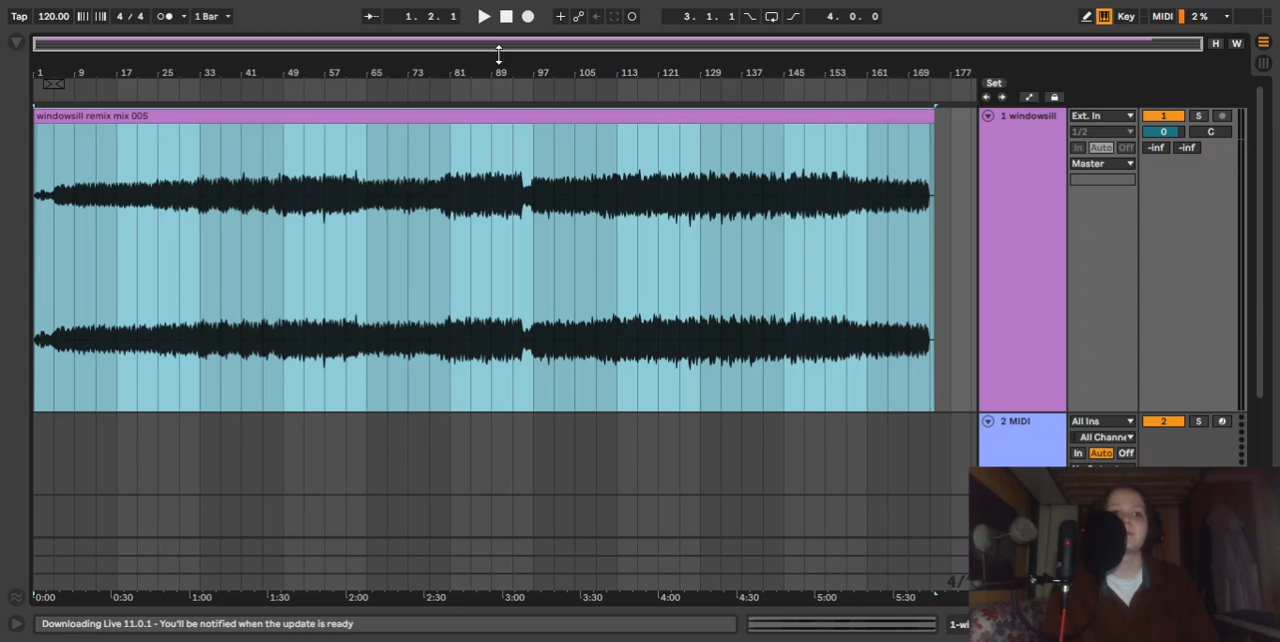 Tap 120.00 4 / 4 1 Bar 1. 2. 1 3. 1. 1 4. 0. 0 Key MIDI 2 %
H W
1 9 17 25 33 41 49 57 65 73 81 89 97 105 113 121 129 137 145 153 161 169 177
Set
windowsill remix mix 005 1 windowsill Ext. In 1 S
1/2 0 C
In Auto Off -inf -inf
Master
2 MIDI All Ins 2 S
All Channe
In Auto Off
4/
0:00 0:30 1:00 1:30 2:00 2:30 3:00 3:30 4:00 4:30 5:00 5:30
Downloading Live 11.0.1 - You'll be notified when the update is ready 1-wi